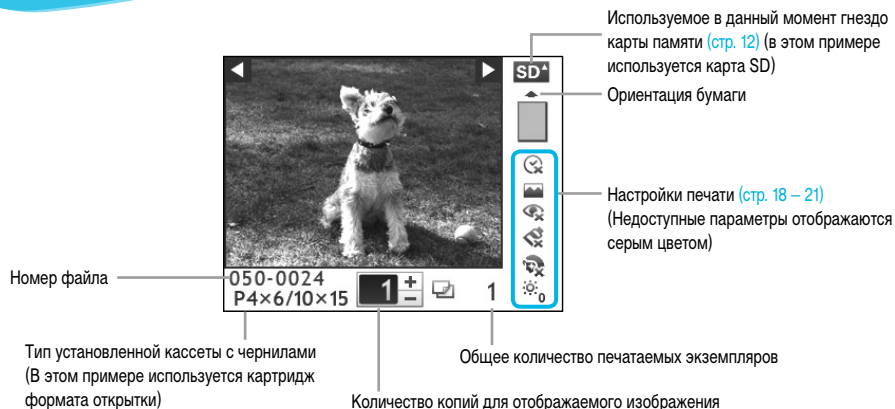 Используемое в данный момент гнездо
карты памяти (стр. 12) (в этом примере
используется карта SD)
SD
Ориентация бумаги
Настройки печати (стр. 18 – 21)
(Недоступные параметры отображаются
серым цветом)
0
Номер файла
050-0024
P4×6/10×15
1
+
–
1
Тип установленной кассеты с чернилами
(В этом примере используется картридж
формата открытки)
Общее количество печатаемых экземпляров
Количество копий для отображаемого изображения